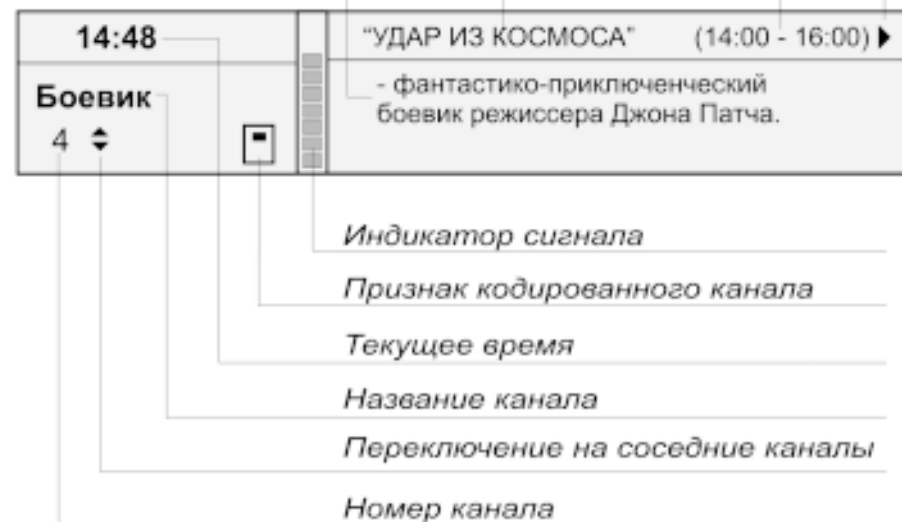 14:48
"УДАР ИЗ КОСМОСА" (14:00 - 16:00)
Боевик
- фантастико-приключенческий
боевик режиссера Джона Патча.
4
Индикатор сигнала
Признак кодированного канала
Текущее время
Название канала
Переключение на соседние каналы
Номер канала